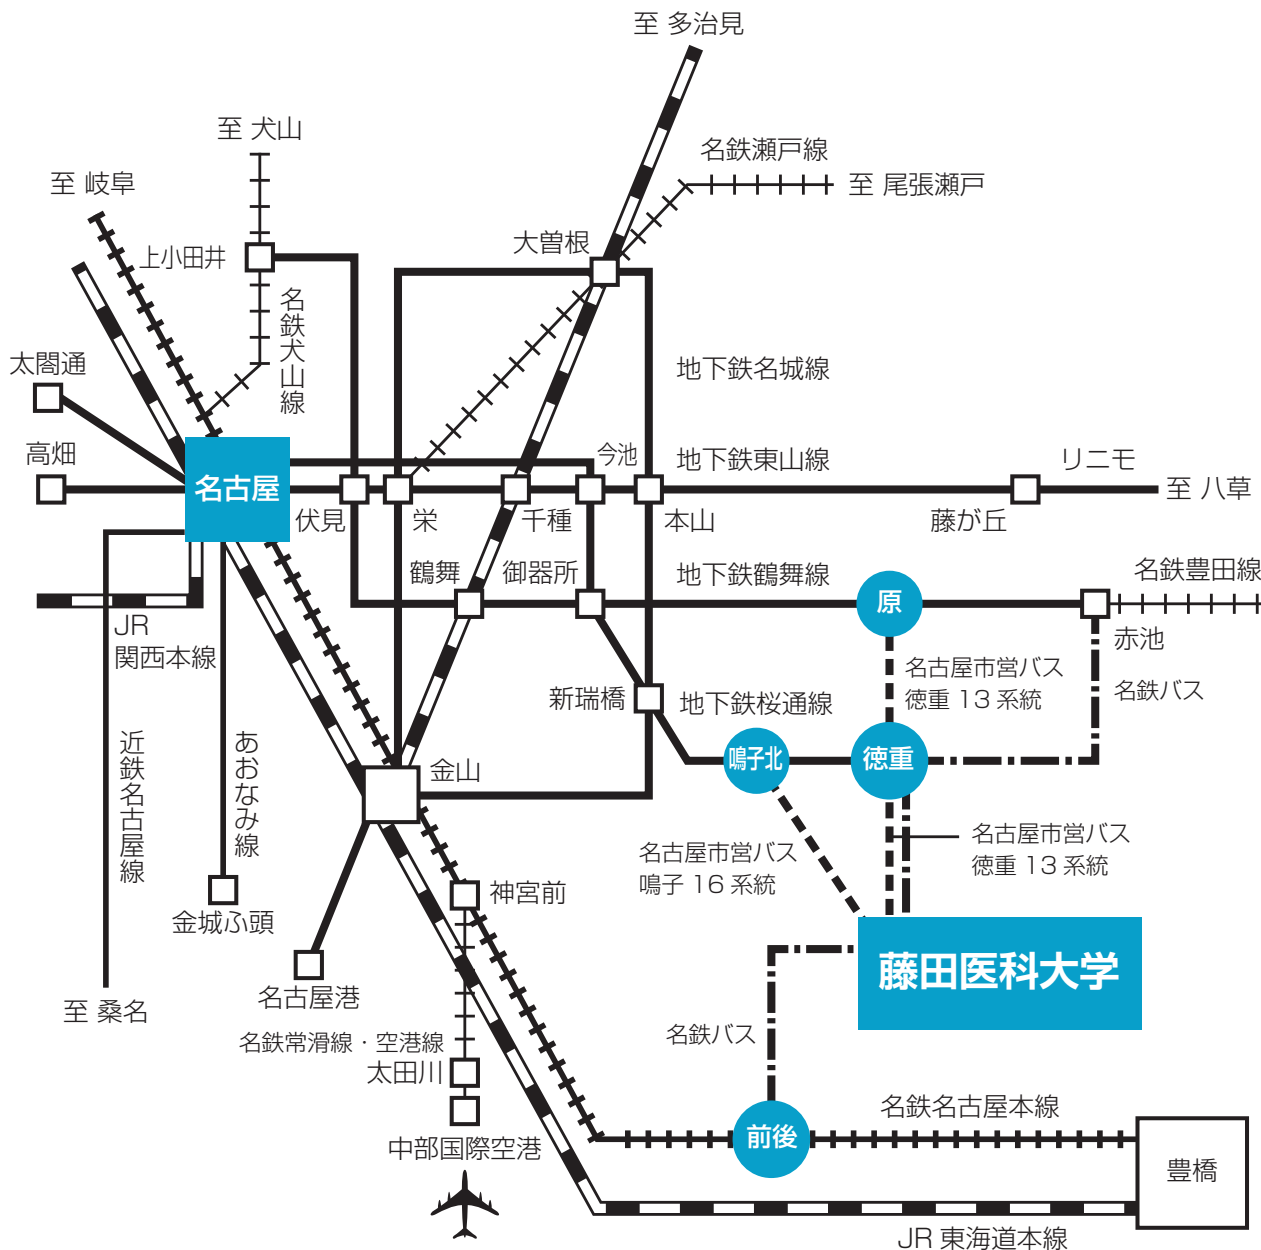 至 多治見
至 犬山
名鉄瀬戸線
至 岐阜
至 尾張瀬戸
上小田井
大曽根
名鉄犬山線
太閤通
地下鉄名城線
高畑
名古屋
今池
地下鉄東山線
リニモ
至 八草
伏見
栄
千種
本山
藤が丘
鶴舞
御器所
地下鉄鶴舞線
原
名鉄豊田線
赤池
JR
関西本線
名古屋市営バス
徳重 13 系統
名鉄バス
新瑞橋
地下鉄桜通線
近鉄名古屋線
あおなみ線
金山
鳴子北
徳重
名古屋市営バス
鳴子 16 系統
名古屋市営バス
徳重 13 系統
金城ふ頭
神宮前
藤田医科大学
至 桑名
名古屋港
名鉄常滑線・空港線
太田川
名鉄バス
中部国際空港
前後
名鉄名古屋本線
豊橋
JR 東海道本線